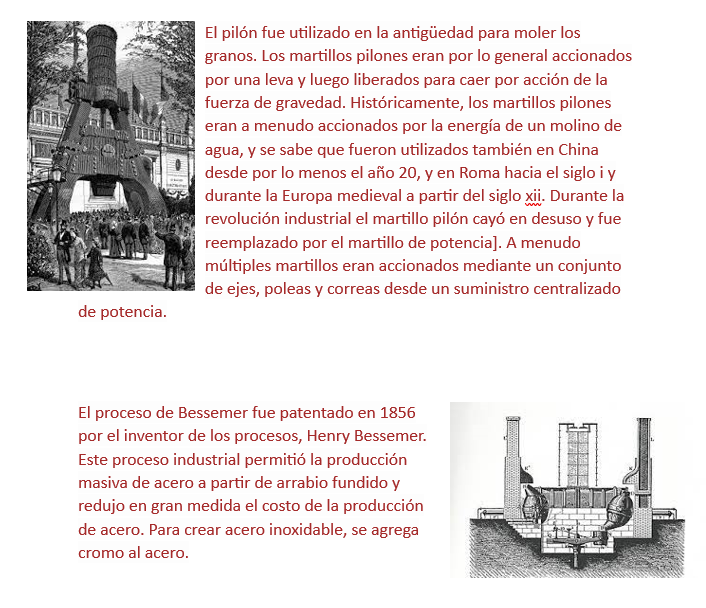 El pilón fue utilizado en la antigüedad para moler los
granos. Los martillos pilones eran por lo general accionados
por una leva y luego liberados para caer por acción de la
fuerza de gravedad. Históricamente, los martillos pilones
eran a menudo accionados por la energía de un molino de
agua, y se sabe que fueron utilizados también en China
desde por lo menos el año 20, y en Roma hacia el siglo i y
durante la Europa medieval a partir del siglo xii. Durante la
revolución industrial el martillo pilón cayó en desuso y fue
reemplazado por el martillo de potencia]. A menudo
múltiples martillos eran accionados mediante un conjunto
de ejes, poleas y correas desde un suministro centralizado
de potencia.
El proceso de Bessemer fue patentado en 1856
por el inventor de los procesos, Henry Bessemer.
Este proceso industrial permitió la producción
masiva de acero a partir de arrabio fundido y
redujo en gran medida el costo de la producción
de acero. Para crear acero inoxidable, se agrega
cromo al acero.